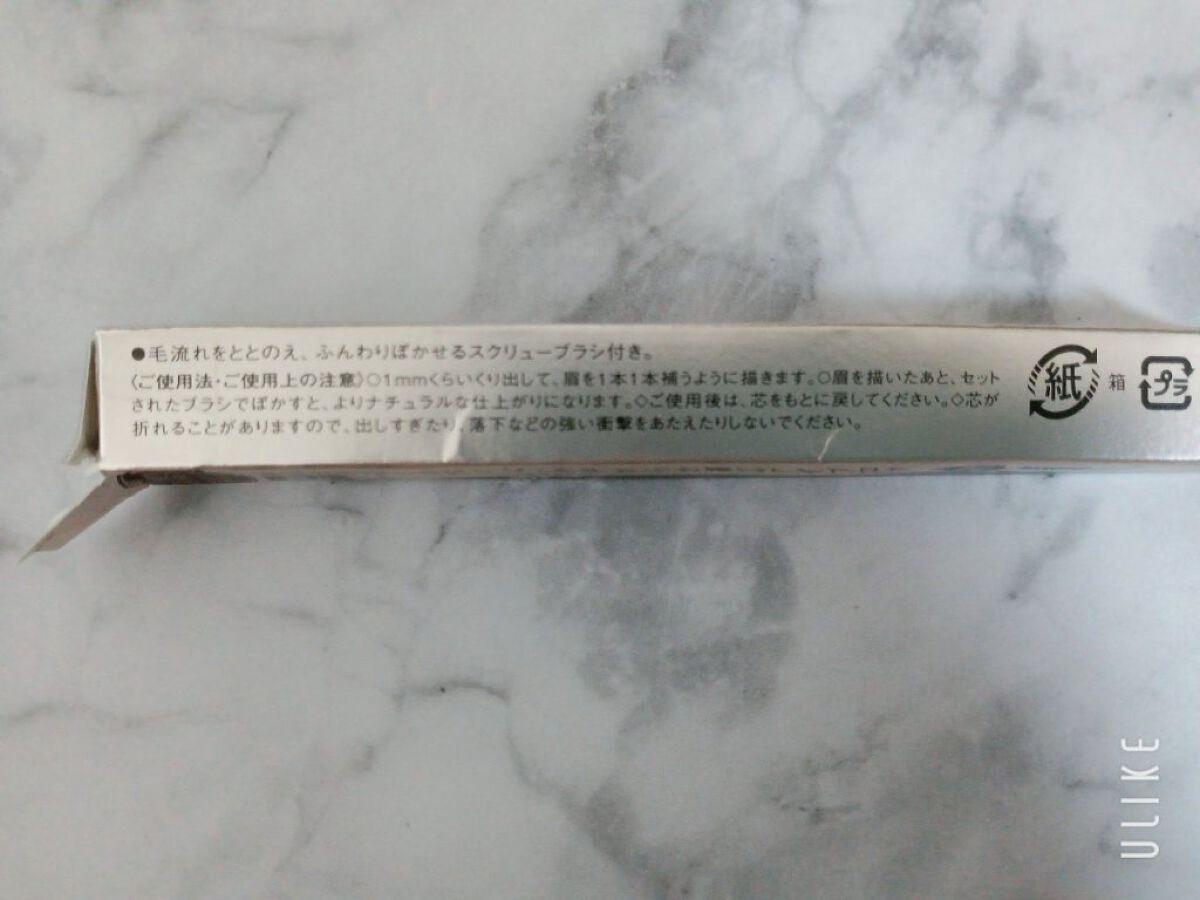 ●毛流れをととのえ、ふんわりぼかせるスクリューブラシ付き。
〈ご使用法・ご使用上の注意〉○1mmくらいくり出して、眉を1本1本補うように描きます。○眉を描いたあと、セット
されたブラシでぼかすと、よりナチュラルな仕上がりになります。◇ご使用後は、芯をもとに戻してください。◇芯が
折れることがありますので、出しすぎたり、落下などの強い衝撃をあたえたりしないでください。
紙 箱 プラ
ULIKE